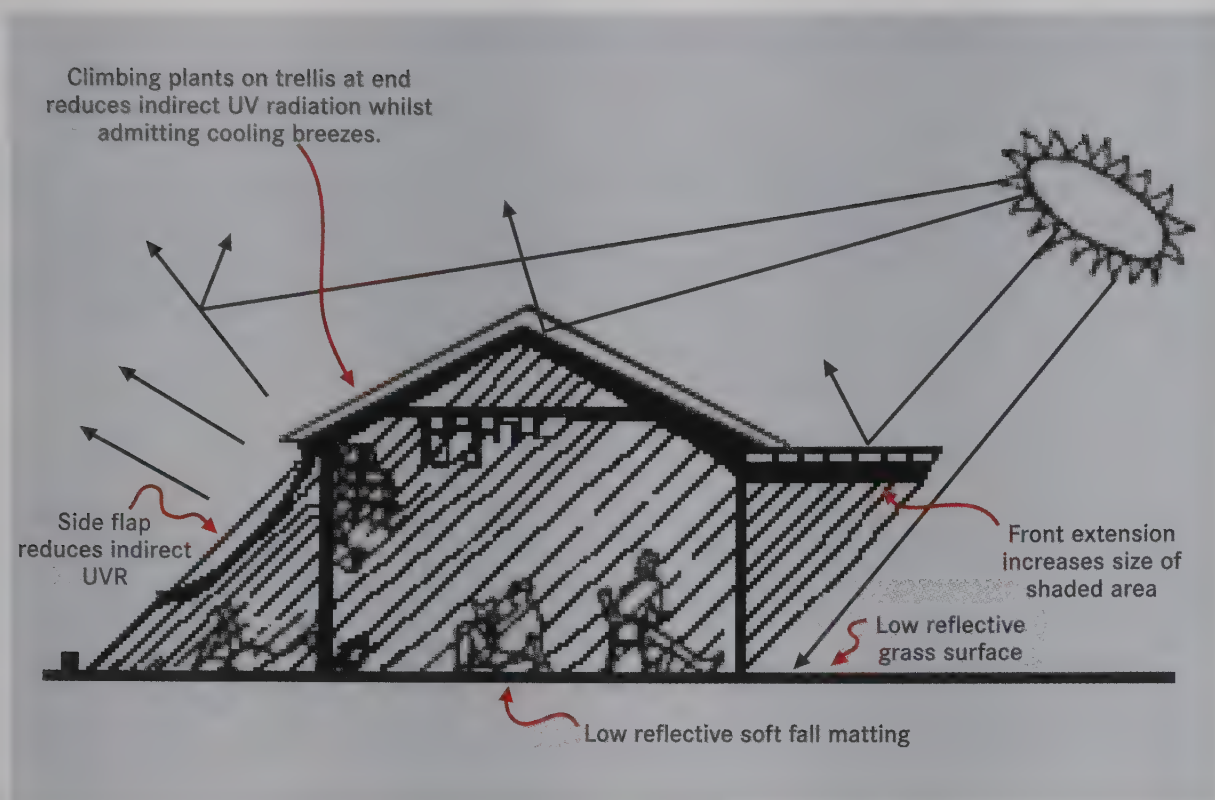 Climbing plants on trellis at end
reduces indirect UV radiation whilst
admitting cooling breezes.
Side flap
reduces indirect
UVR
Front extension
increases size of
shaded area
Low reflective
grass surface
Low reflective soft fall matting